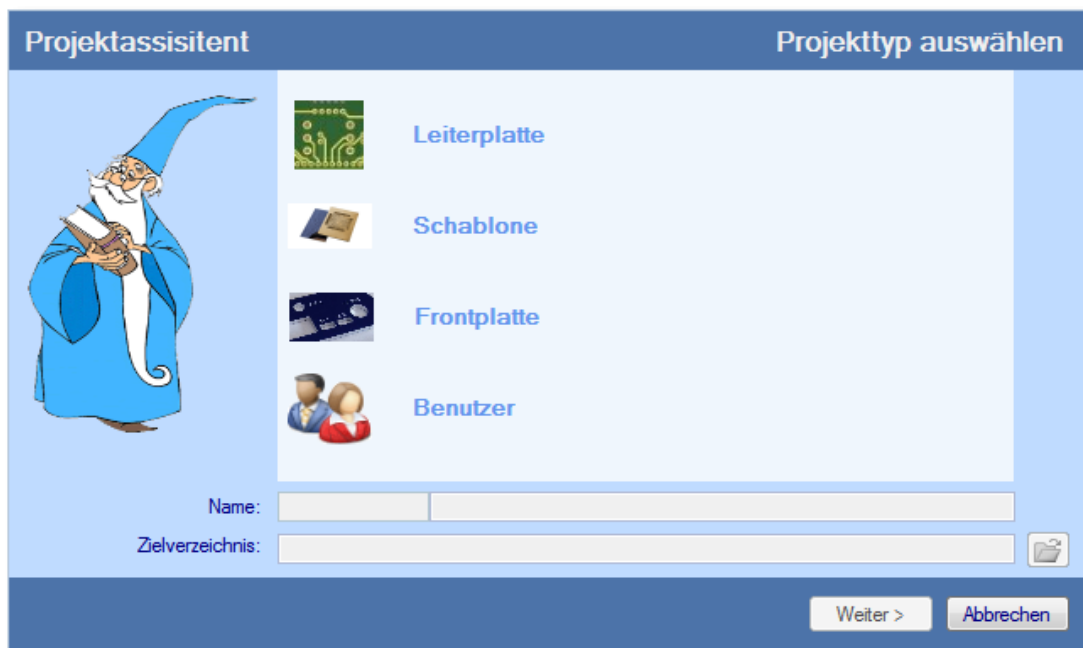 Projektassisitent
Projekttyp auswählen
Leiterplatte
Schablone
Frontplatte
Benutzer
Name:
Zielverzeichnis:
Weiter >
Abbrechen